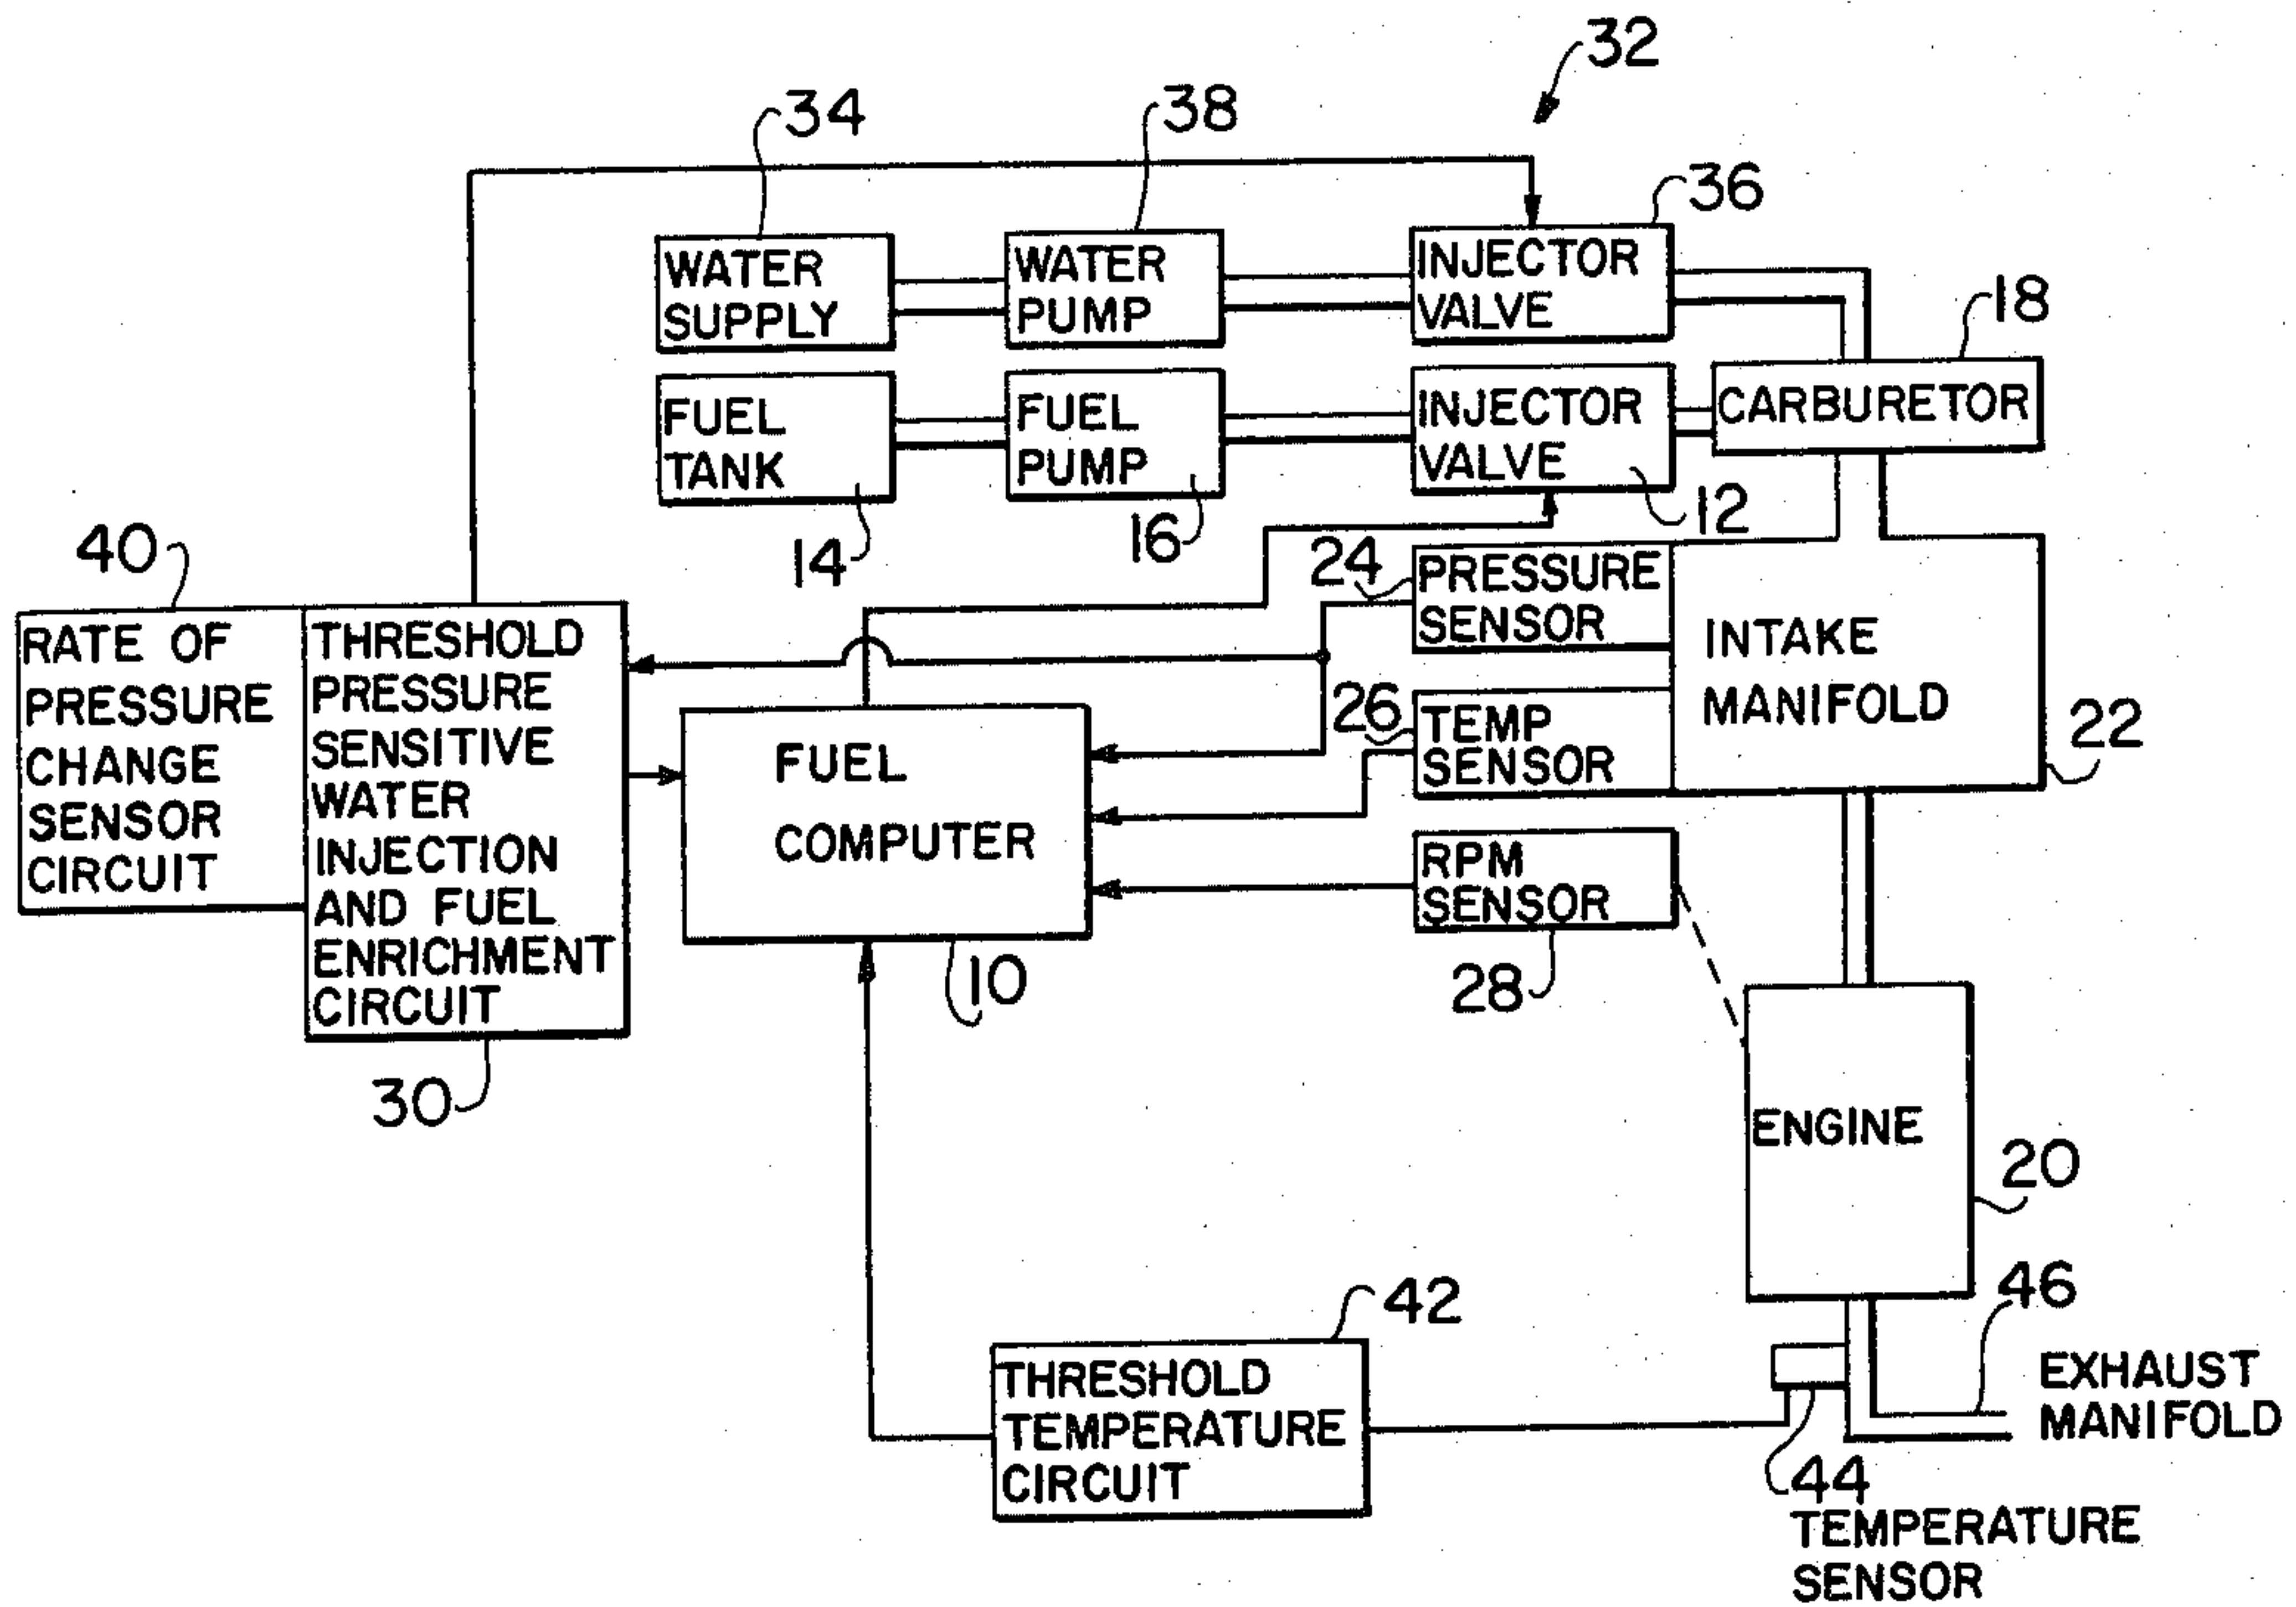 32
34
38
36
WATER
SUPPLY
WATER
PUMP
INJECTOR
VALVE
18
CARBURETOR
FUEL
TANK
FUEL
PUMP
INJECTOR
VALVE
14
16
12
40
24
PRESSURE
SENSOR
INTAKE
MANIFOLD
22
26
TEMP
SENSOR
RATE OF
PRESSURE
CHANGE
SENSOR
CIRCUIT
THRESHOLD
PRESSURE
SENSITIVE
WATER
INJECTION
AND FUEL
ENRICHMENT
CIRCUIT
30
FUEL
COMPUTER
10
RPM
SENSOR
28
ENGINE
20
42
THRESHOLD
TEMPERATURE
CIRCUIT
46
EXHAUST
MANIFOLD
44
TEMPERATURE
SENSOR